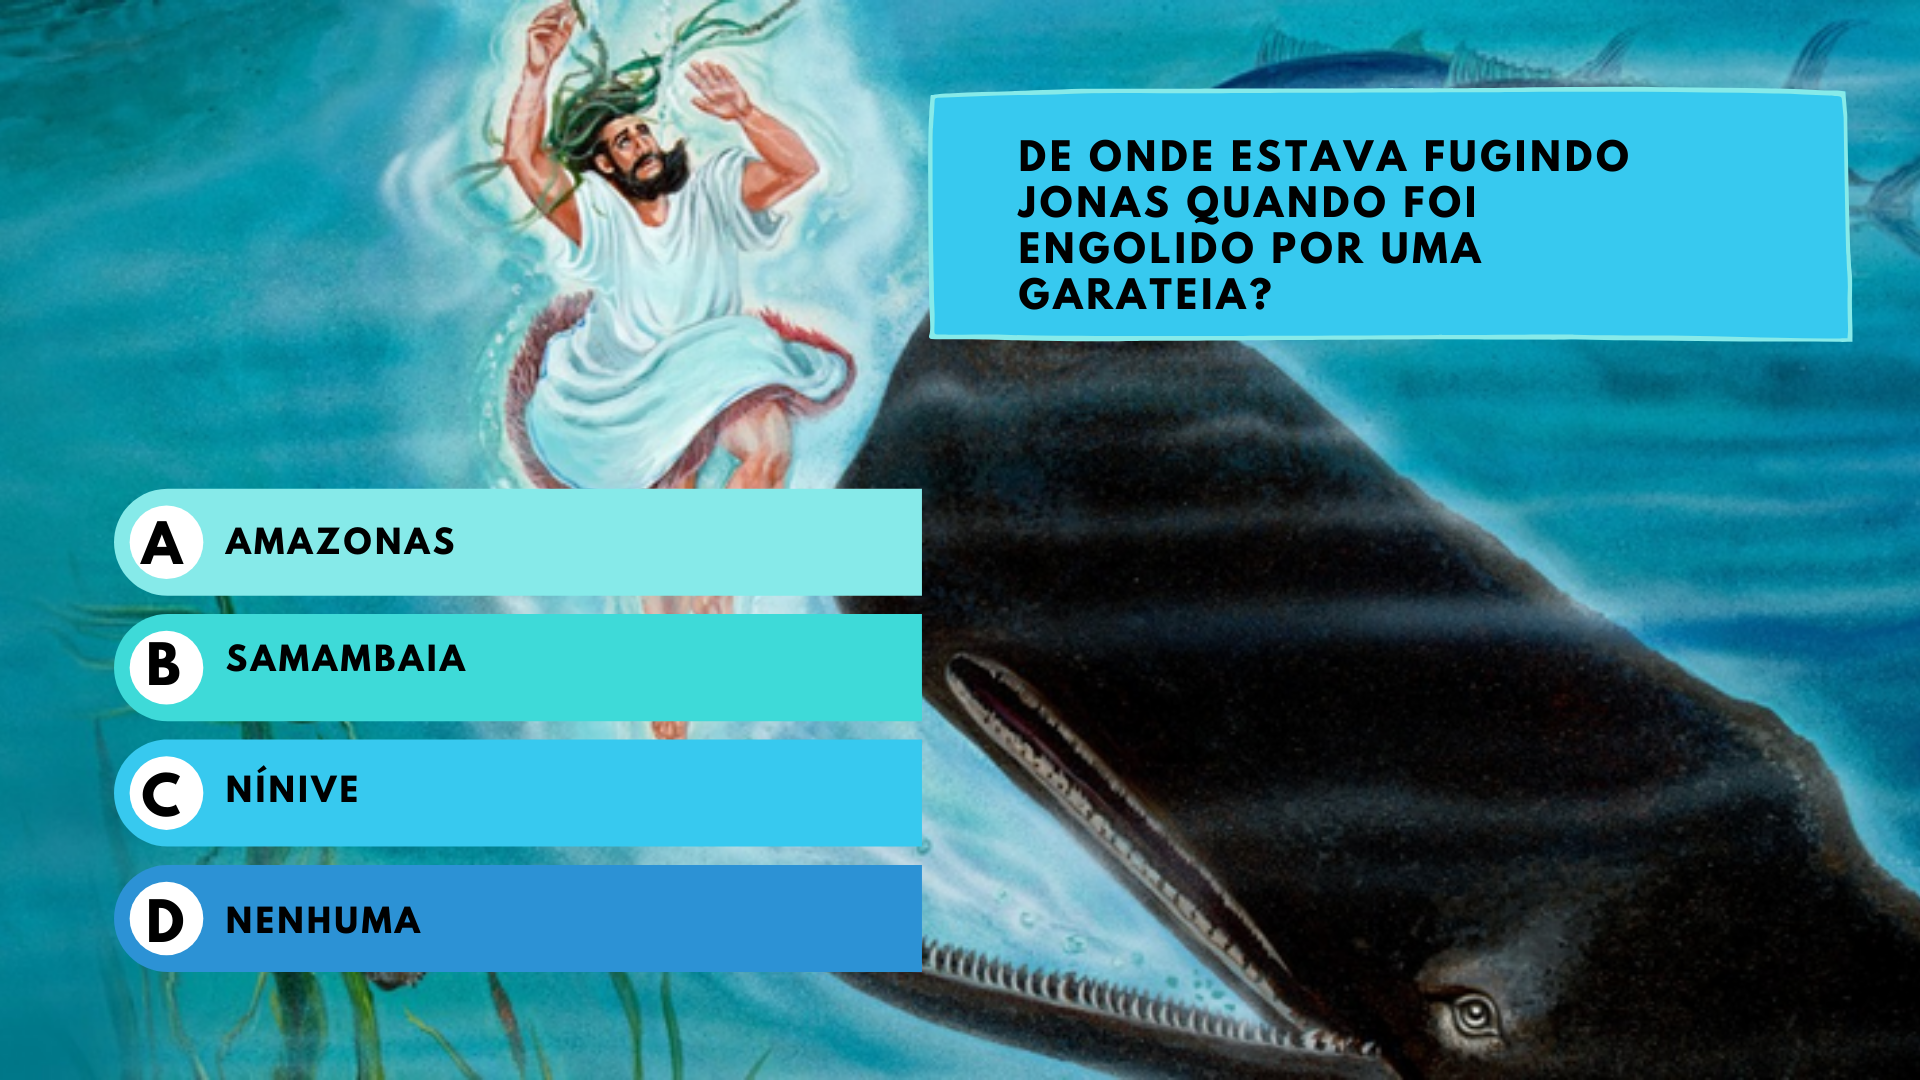 DE ONDE ESTAVA FUGINDO
JONAS QUANDO FOI
ENGOLIDO POR UMA
GARATEIA?
A AMAZONAS
B SAMAMBAIA
C NÍNIVE
D NENHUMA